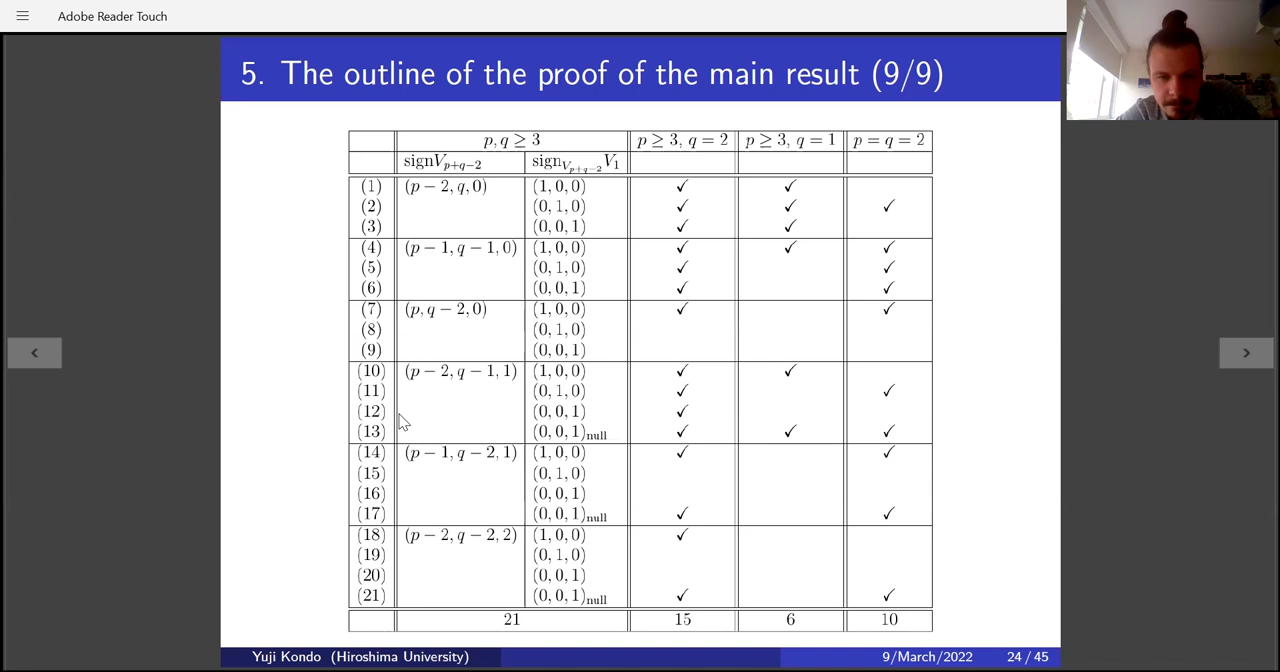 Adobe Reader Touch
5. The outline of the proof of the main result (9/9)
p, q ≥ 3 p ≥ 3, q = 2 p ≥ 3, q = 1 p = q = 2
signV_{p+q−2} sign_{V_{p+q−2}}V_1
(1) (p − 2, q, 0) (1, 0, 0) ✓ ✓
(2) (0, 1, 0) ✓ ✓ ✓
(3) (0, 0, 1) ✓ ✓
(4) (p − 1, q − 1, 0) (1, 0, 0) ✓ ✓ ✓
(5) (0, 1, 0) ✓ ✓
(6) (0, 0, 1) ✓ ✓
(7) (p, q − 2, 0) (1, 0, 0) ✓ ✓
(8) (0, 1, 0)
(9) (0, 0, 1)
(10) (p − 2, q − 1, 1) (1, 0, 0) ✓ ✓
(11) (0, 1, 0) ✓ ✓
(12) (0, 0, 1) ✓
(13) (0, 0, 1)_null ✓ ✓ ✓
(14) (p − 1, q − 2, 1) (1, 0, 0) ✓ ✓
(15) (0, 1, 0)
(16) (0, 0, 1)
(17) (0, 0, 1)_null ✓ ✓
(18) (p − 2, q − 2, 2) (1, 0, 0) ✓
(19) (0, 1, 0)
(20) (0, 0, 1)
(21) (0, 0, 1)_null ✓ ✓
21 15 6 10
Yuji Kondo (Hiroshima University) 9/March/2022 24 / 45